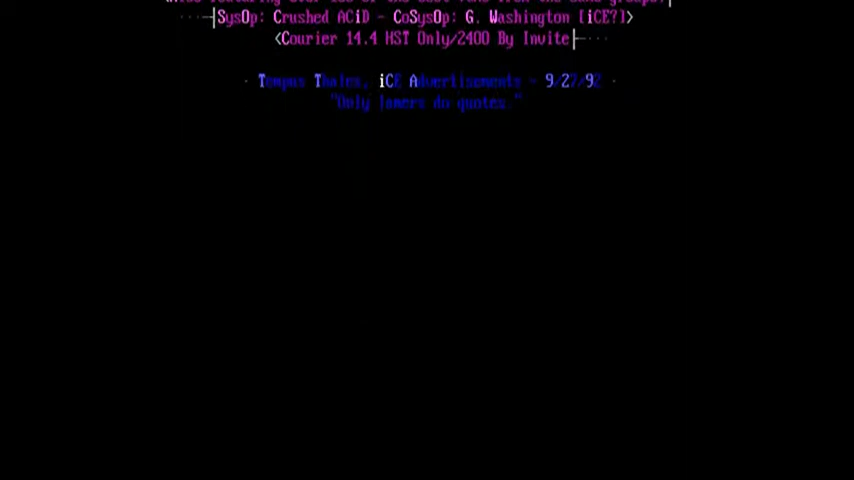 SysOp: Crushed ACiD - CoSysOp: G. Washington [iCE?]>
<Courier 14.4 HST Only/2400 By Invite
Tempus Thales, iCE Advertisements - 9/27/92
"Only lamers do quotes."